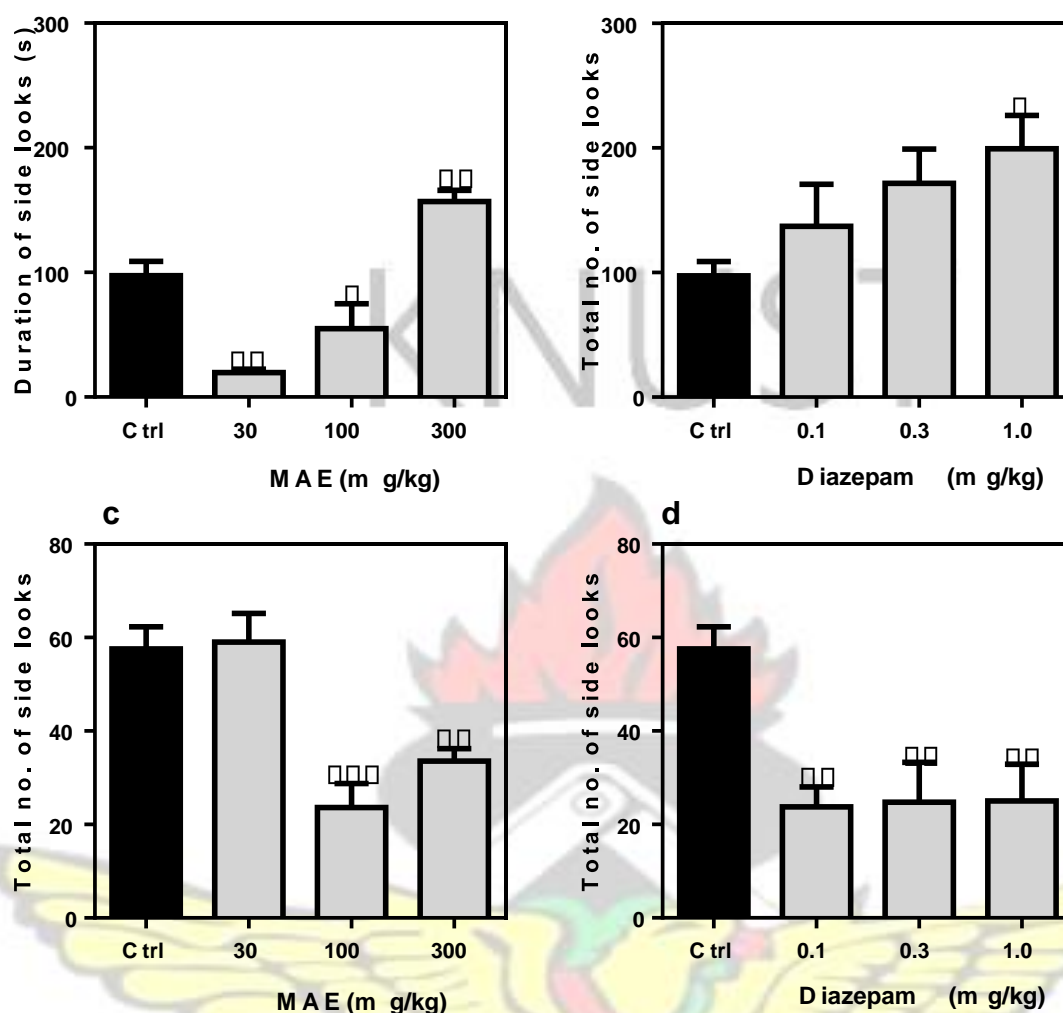 Duration of side looks (s)
300
200
100
0
Ctrl 30 100 300
MAE (mg/kg)
Total no. of side looks
300
200
100
0
Ctrl 0.1 0.3 1.0
Diazepam (mg/kg)
KNUST
c
Total no. of side looks
80
60
40
20
0
Ctrl 30 100 300
MAE (mg/kg)
d
Total no. of side looks
80
60
40
20
0
Ctrl 0.1 0.3 1.0
Diazepam (mg/kg)